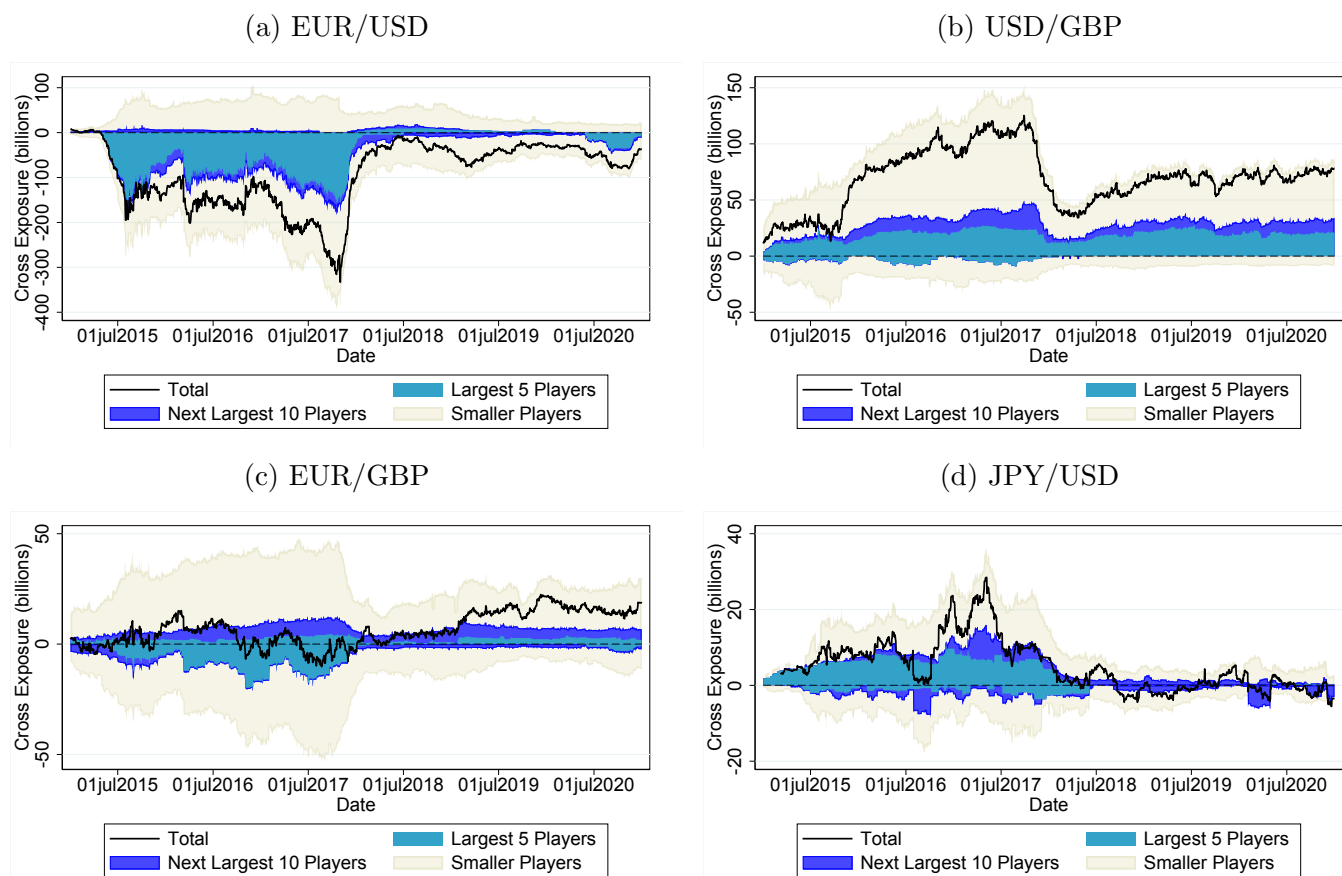 (a) EUR/USD
Cross Exposure (billions)
100
0
-100
-200
-300
-400
01jul2015 01jul2016 01jul2017 01jul2018 01jul2019 01jul2020
Date
Total
Largest 5 Players
Next Largest 10 Players
Smaller Players
(b) USD/GBP
Cross Exposure (billions)
150
100
50
0
-50
01jul2015 01jul2016 01jul2017 01jul2018 01jul2019 01jul2020
Date
Total
Largest 5 Players
Next Largest 10 Players
Smaller Players
(c) EUR/GBP
Cross Exposure (billions)
50
0
-50
01jul2015 01jul2016 01jul2017 01jul2018 01jul2019 01jul2020
Date
Total
Largest 5 Players
Next Largest 10 Players
Smaller Players
(d) JPY/USD
Cross Exposure (billions)
40
20
0
-20
01jul2015 01jul2016 01jul2017 01jul2018 01jul2019 01jul2020
Date
Total
Largest 5 Players
Next Largest 10 Players
Smaller Players